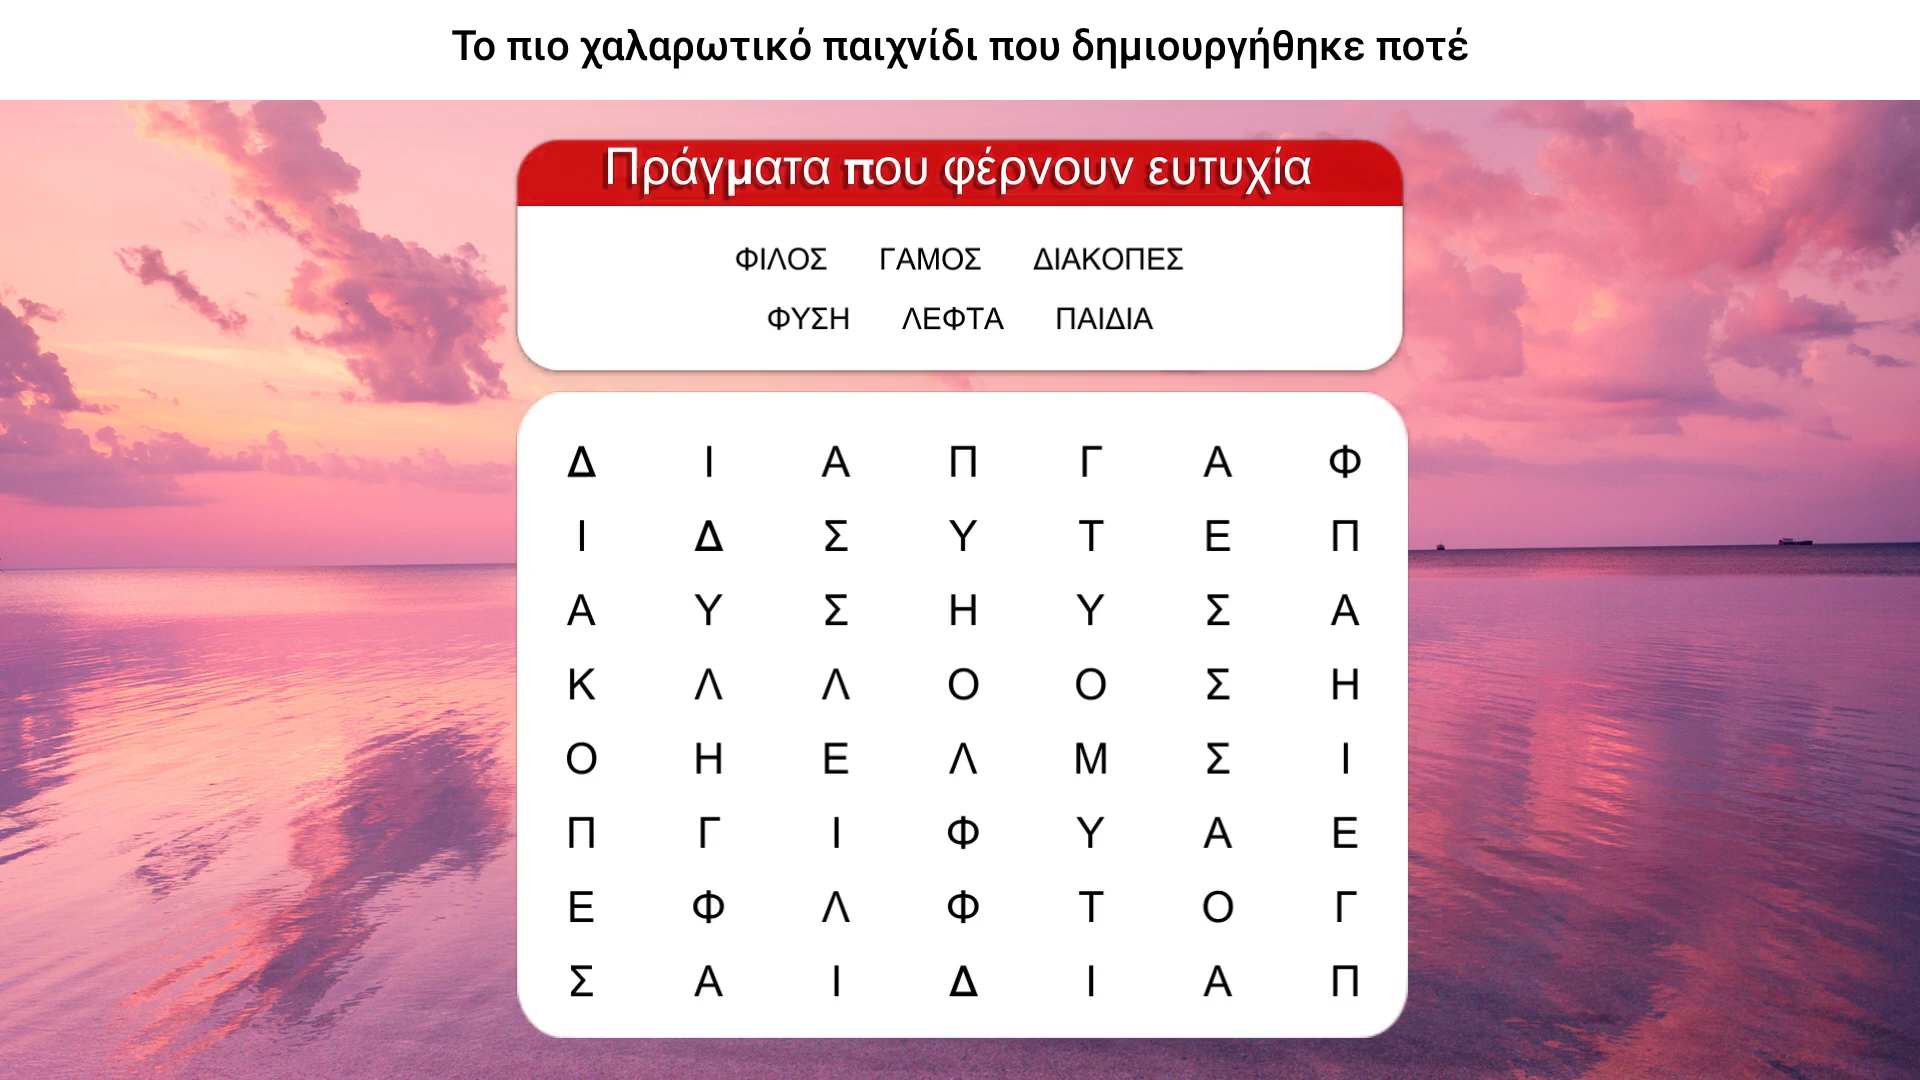 Το πιο χαλαρωτικό παιχνίδι που δημιουργήθηκε ποτέ
Πράγματα που φέρνουν ευτυχία
ΦΙΛΟΣ ΓΑΜΟΣ ΔΙΑΚΟΠΕΣ
ΦΥΣΗ ΛΕΦΤΑ ΠΑΙΔΙΑ
Δ Ι Α Π Γ Α Φ
Ι Δ Σ Υ Τ Ε Π
Α Υ Σ Η Υ Σ Α
Κ Λ Λ Ο Ο Σ Η
Ο Η Ε Λ Μ Σ Ι
Π Γ Ι Φ Υ Α Ε
Ε Φ Λ Φ Τ Ο Γ
Σ Α Ι Δ Ι Α Π